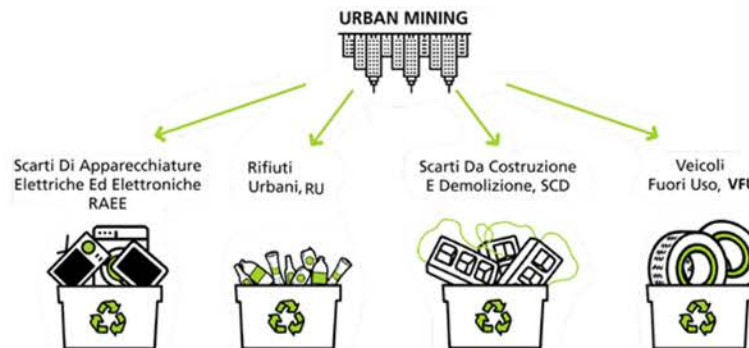 URBAN MINING
Scarti Di Apparecchiature
Elettriche Ed Elettroniche
RAEE
Rifiuti
Urbani, RU
Scarti Da Costruzione
E Demolizione, SCD
Veicoli
Fuori Uso, VFU